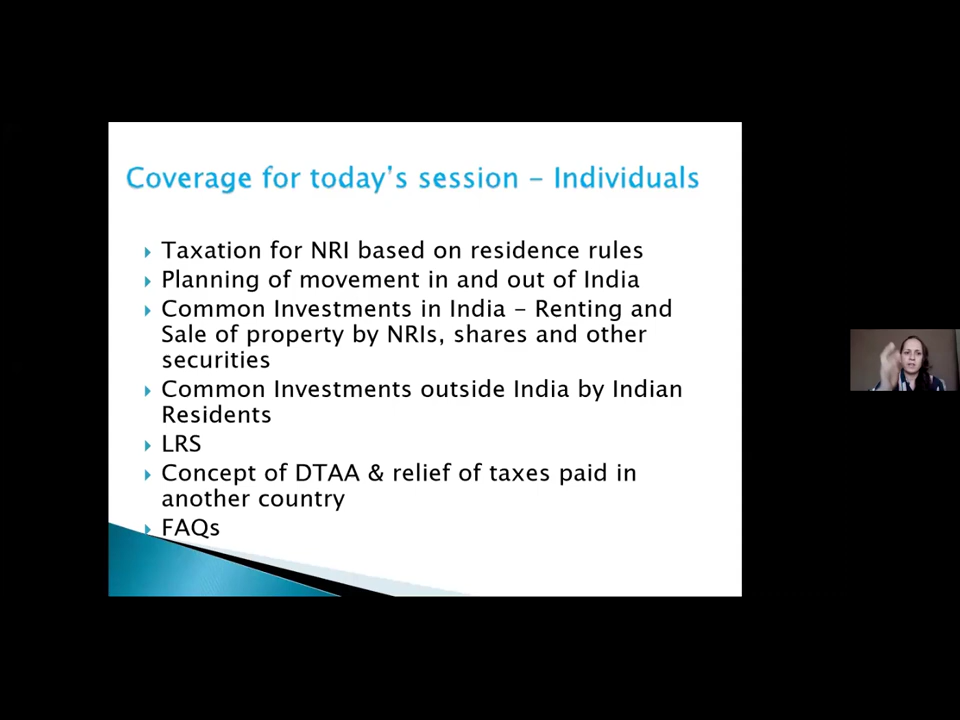 Coverage for today's session – Individuals
Taxation for NRI based on residence rules
Planning of movement in and out of India
Common Investments in India – Renting and
Sale of property by NRIs, shares and other
securities
Common Investments outside India by Indian
Residents
LRS
Concept of DTAA & relief of taxes paid in
another country
FAQs